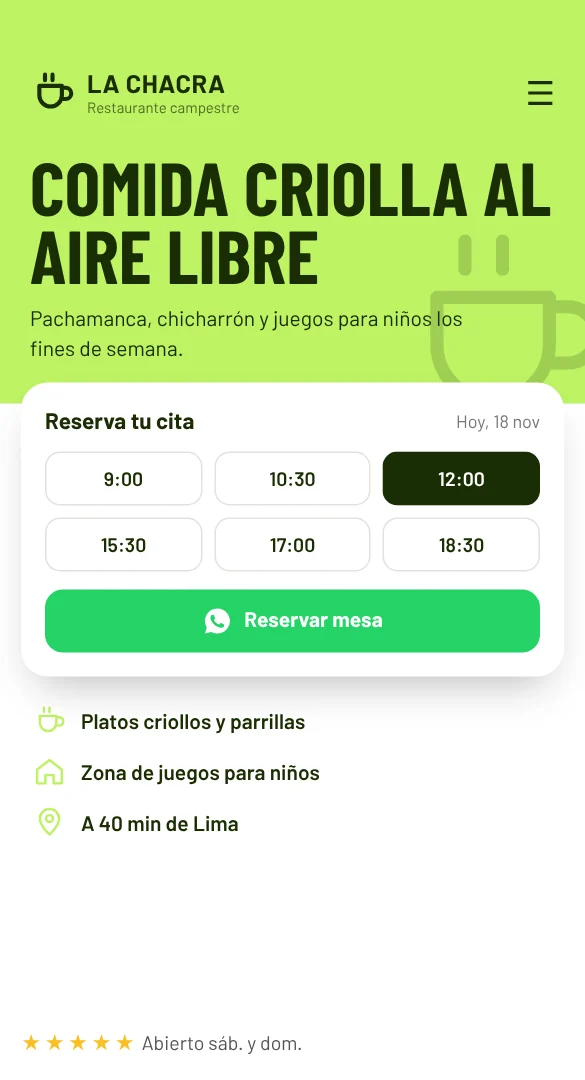 LA CHACRA
Restaurante campestre
COMIDA CRIOLLA AL
AIRE LIBRE
Pachamanca, chicharrón y juegos para niños los
fines de semana.
Reserva tu cita
Hoy, 18 nov
9:00
10:30
12:00
15:30
17:00
18:30
Reservar mesa
Platos criollos y parrillas
Zona de juegos para niños
A 40 min de Lima
★ ★ ★ ★ ★ Abierto sáb. y dom.